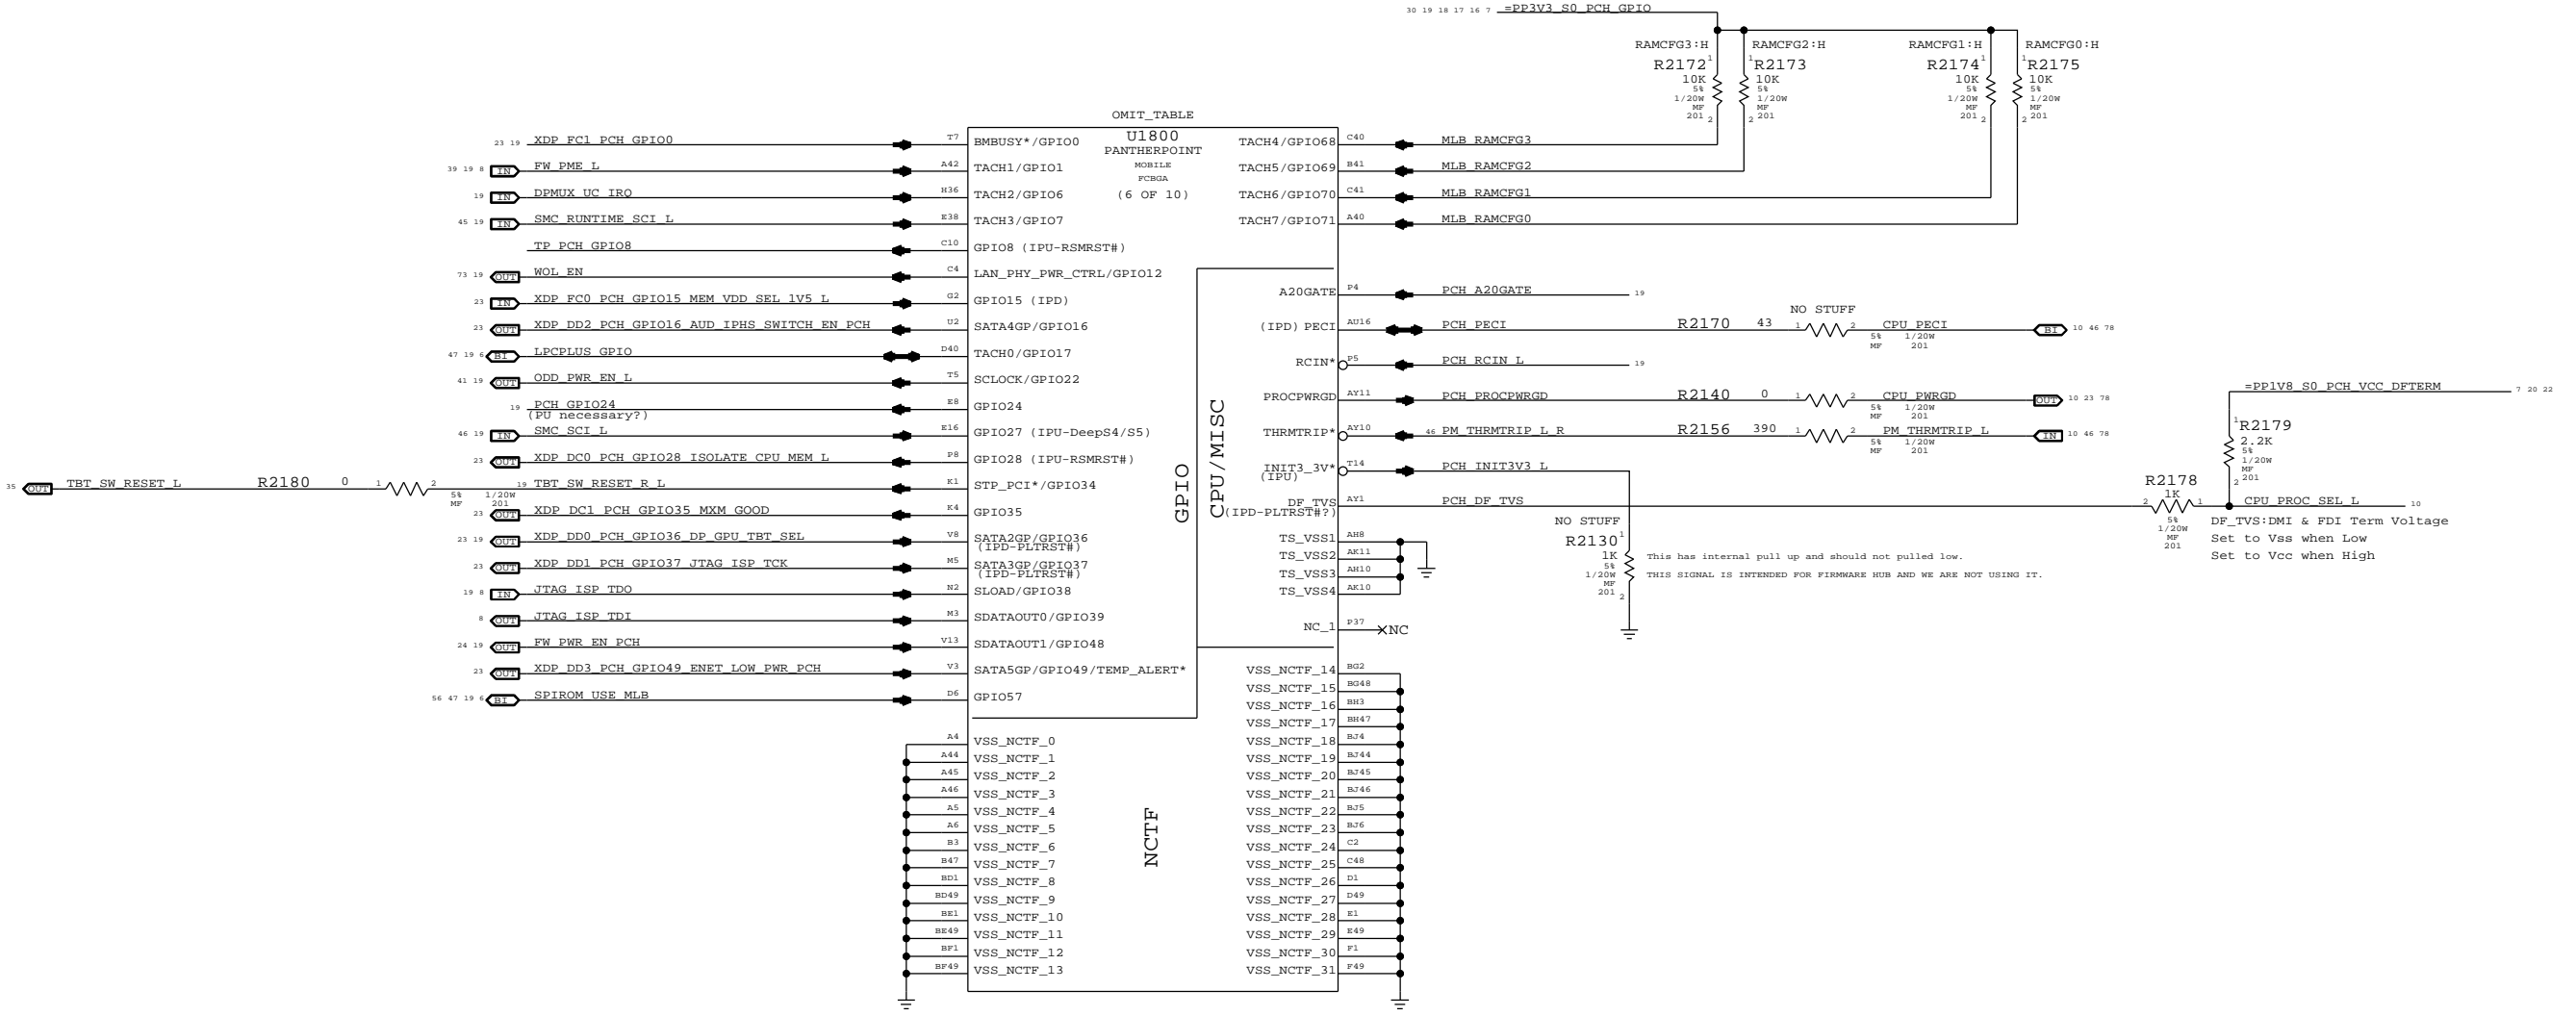 30 19 18 17 16 7 =PP3V3_S0_PCH_GPIO
RAMCFG3:H
R2172
10K
5%
1/20W
MF
201
1
2
RAMCFG2:H
R2173
10K
5%
1/20W
MF
201
1
2
RAMCFG1:H
R2174
10K
5%
1/20W
MF
201
1
2
RAMCFG0:H
R2175
10K
5%
1/20W
MF
201
1
2
OMIT_TABLE
U1800
PANTHERPOINT
MOBILE
FCBGA
(6 OF 10)
23 19 XDP_FC1_PCH_GPIO0 T7 BMBUSY*/GPIO0
39 19 8 IN FW_PME_L A42 TACH1/GPIO1
19 IN DPMUX_UC_IRQ H36 TACH2/GPIO6
45 19 IN SMC_RUNTIME_SCI_L E38 TACH3/GPIO7
TP_PCH_GPIO8 C10 GPIO8 (IPU-RSMRST#)
73 19 OUT WOL_EN C4 LAN_PHY_PWR_CTRL/GPIO12
23 IN XDP_FC0_PCH_GPIO15_MEM_VDD_SEL_1V5_L G2 GPIO15 (IPD)
23 OUT XDP_DD2_PCH_GPIO16_AUD_IPHS_SWITCH_EN_PCH U2 SATA4GP/GPIO16
47 19 6 BI LPCPLUS_GPIO D40 TACH0/GPIO17
41 19 OUT ODD_PWR_EN_L T5 SCLOCK/GPIO22
19 PCH_GPIO24 E8 GPIO24
(PU necessary?)
46 19 IN SMC_SCI_L E16 GPIO27 (IPU-DeepS4/S5)
23 OUT XDP_DC0_PCH_GPIO28_ISOLATE_CPU_MEM_L P8 GPIO28 (IPU-RSMRST#)
35 OUT TBT_SW_RESET_L R2180 0 1 2 19 TBT_SW_RESET_R_L K1 STP_PCI*/GPIO34
5% 1/20W
MF 201
23 OUT XDP_DC1_PCH_GPIO35_MXM_GOOD K4 GPIO35
23 19 OUT XDP_DD0_PCH_GPIO36_DP_GPU_TBT_SEL V8 SATA2GP/GPIO36
(IPD-PLTRST#)
23 OUT XDP_DD1_PCH_GPIO37_JTAG_ISP_TCK M5 SATA3GP/GPIO37
(IPD-PLTRST#)
19 8 IN JTAG_ISP_TDO N2 SLOAD/GPIO38
8 OUT JTAG_ISP_TDI M3 SDATAOUT0/GPIO39
24 19 OUT FW_PWR_EN_PCH V13 SDATAOUT1/GPIO48
23 OUT XDP_DD3_PCH_GPIO49_ENET_LOW_PWR_PCH V3 SATA5GP/GPIO49/TEMP_ALERT*
56 47 19 6 BI SPIROM_USE_MLB D6 GPIO57
A4 VSS_NCTF_0
A44 VSS_NCTF_1
A45 VSS_NCTF_2
A46 VSS_NCTF_3
A5 VSS_NCTF_4
A6 VSS_NCTF_5
B3 VSS_NCTF_6
B47 VSS_NCTF_7
BD1 VSS_NCTF_8
BD49 VSS_NCTF_9
BE1 VSS_NCTF_10
BE49 VSS_NCTF_11
BF1 VSS_NCTF_12
BF49 VSS_NCTF_13
GPIO
CPU/MISC
NCTF
TACH4/GPIO68 C40 MLB_RAMCFG3
TACH5/GPIO69 B41 MLB_RAMCFG2
TACH6/GPIO70 C41 MLB_RAMCFG1
TACH7/GPIO71 A40 MLB_RAMCFG0
A20GATE P4 PCH_A20GATE 19
NO STUFF
(IPD) PECI AU16 PCH_PECI R2170 43 1 2 CPU_PECI BI 10 46 78
5% 1/20W
MF 201
RCIN* P5 PCH_RCIN_L 19
PROCPWRGD AY11 PCH_PROCPWRGD R2140 0 1 2 CPU_PWRGD OUT 10 23 78
5% 1/20W
MF 201
THRMTRIP* AY10 46 PM_THRMTRIP_L_R R2156 390 1 2 PM_THRMTRIP_L IN 10 46 78
5% 1/20W
MF 201
INIT3_3V* T14 PCH_INIT3V3_L
(IPU)
DF_TVS AY1 PCH_DF_TVS
(IPD-PLTRST#?)
=PP1V8_S0_PCH_VCC_DFTERM 7 20 22
R2179
2.2K
5%
1/20W
MF
201
1
2
R2178
1K
2 1 CPU_PROC_SEL_L 10
5%
1/20W
MF
201
DF_TVS:DMI & FDI Term Voltage
Set to Vss when Low
Set to Vcc when High
NO STUFF
R2130
1K
5%
1/20W
MF
201
1
2
This has internal pull up and should not pulled low.
THIS SIGNAL IS INTENDED FOR FIRMWARE HUB AND WE ARE NOT USING IT.
TS_VSS1 AH8
TS_VSS2 AK11
TS_VSS3 AH10
TS_VSS4 AK10
NC_1 P37 NC
VSS_NCTF_14 BG2
VSS_NCTF_15 BG48
VSS_NCTF_16 BH3
VSS_NCTF_17 BH47
VSS_NCTF_18 BJ4
VSS_NCTF_19 BJ44
VSS_NCTF_20 BJ45
VSS_NCTF_21 BJ46
VSS_NCTF_22 BJ5
VSS_NCTF_23 BJ6
VSS_NCTF_24 C2
VSS_NCTF_25 C48
VSS_NCTF_26 D1
VSS_NCTF_27 D49
VSS_NCTF_28 E1
VSS_NCTF_29 E49
VSS_NCTF_30 F1
VSS_NCTF_31 F49